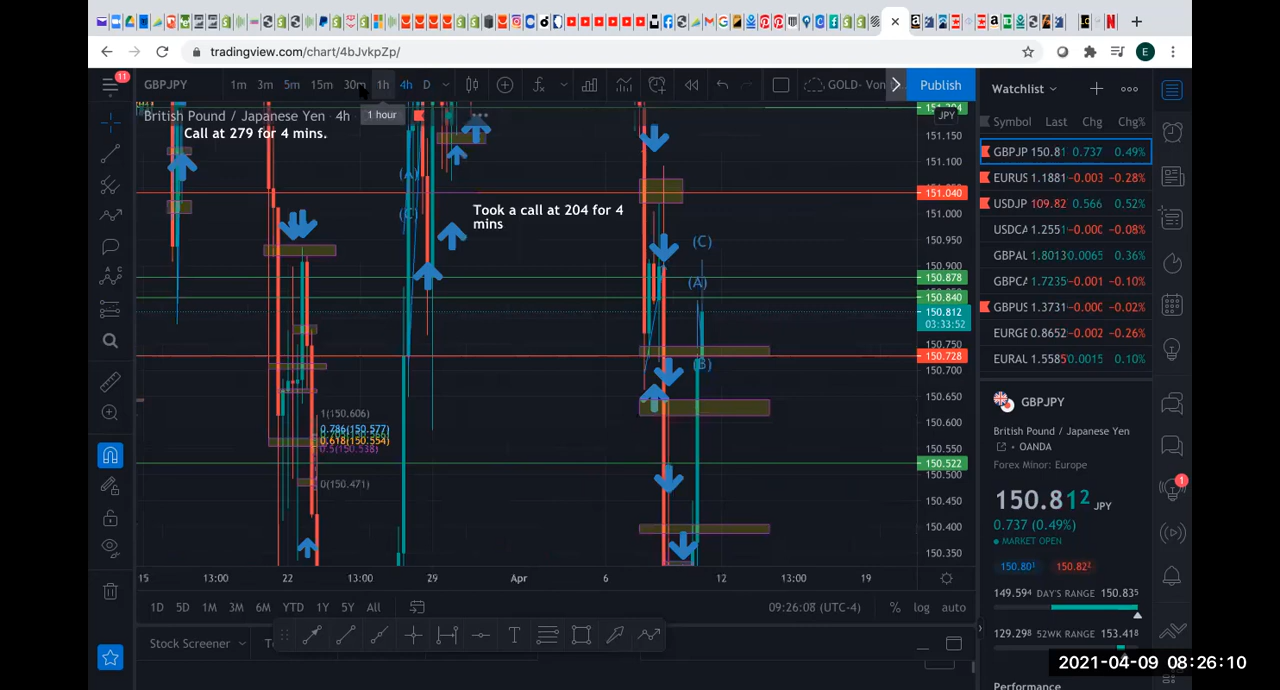 tradingview.com/chart/4bJvkpZp/
E
11
GBPJPY
1m 3m 5m 15m 30m 1h 4h D
GOLD- Von
Publish
Watchlist
British Pound / Japanese Yen 4h
1 hour
JPY
Symbol Last Chg Chg%
Call at 279 for 4 mins.
GBPJP 150.81 0.737 0.49%
EURUS 1.1881 -0.003 -0.28%
USDJP 109.82 0.566 0.52%
USDCA 1.2551 -0.09%
GBPAL 1.8013 0.0065 0.36%
GBPCA 1.7235 -0.001 -0.10%
GBPUS 1.3731 -0.02%
EURGE 0.8652 -0.002 -0.26%
EURAL 1.5585 0.0015 0.10%
Took a call at 204 for 4
mins
(A)
(C)
(C)
(A)
(B)
151.150
151.100
151.040
151.000
150.950
150.900
150.878
150.840
150.812
03:33:52
150.750
150.728
150.700
150.650
150.600
150.550
150.522
150.500
150.450
150.400
150.350
1(150.606)
0.786(150.577)
0.618(150.554)
0.5(150.538)
0(150.471)
GBPJPY
British Pound / Japanese Yen
OANDA
Forex Minor: Europe
150.812 JPY
0.737 (0.49%)
MARKET OPEN
150.801 150.822
149.594 DAY'S RANGE 150.835
129.298 52WK RANGE 153.418
Performance
1
15 13:00 22 13:00 29 Apr 6 12 13:00 19
1D 5D 1M 3M 6M YTD 1Y 5Y All
09:26:08 (UTC-4) % log auto
Stock Screener
2021-04-09 08:26:10